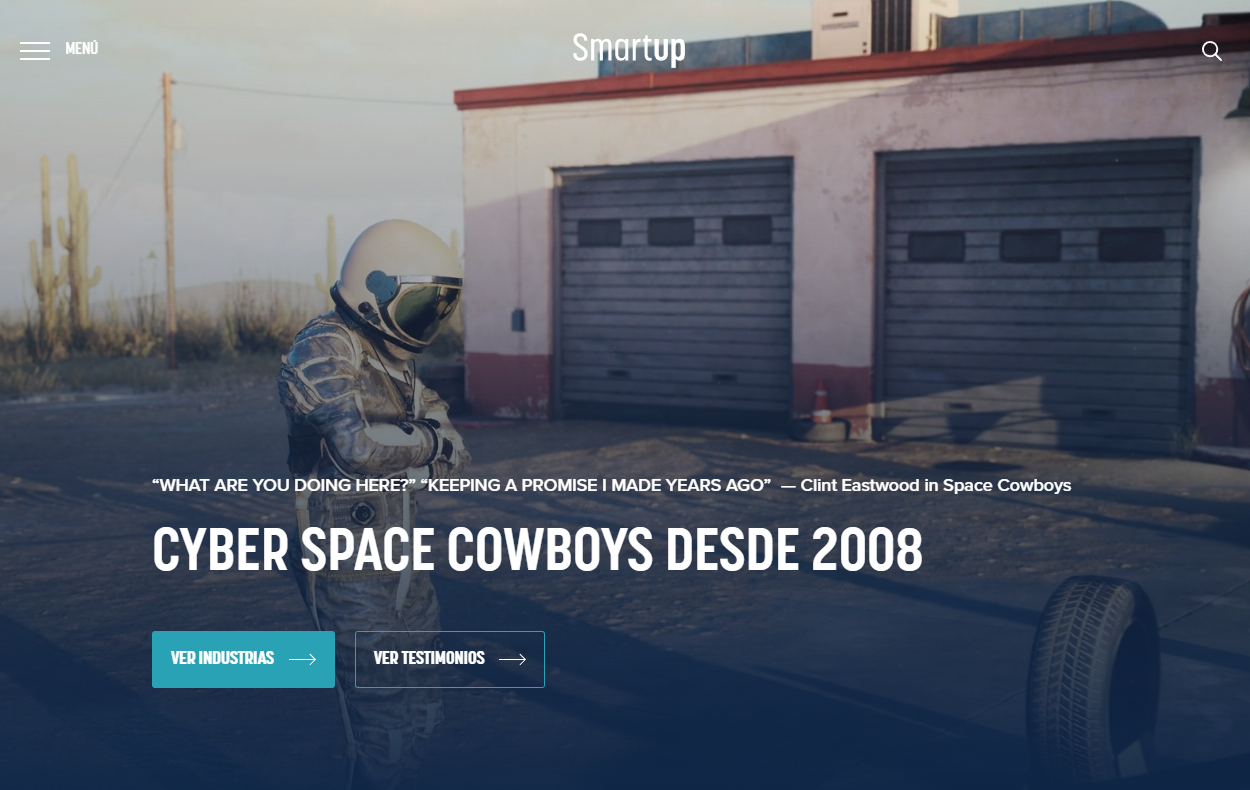 MENÚ
Smartup
“WHAT ARE YOU DOING HERE?” “KEEPING A PROMISE I MADE YEARS AGO” — Clint Eastwood in Space Cowboys
CYBER SPACE COWBOYS DESDE 2008
VER INDUSTRIAS
VER TESTIMONIOS